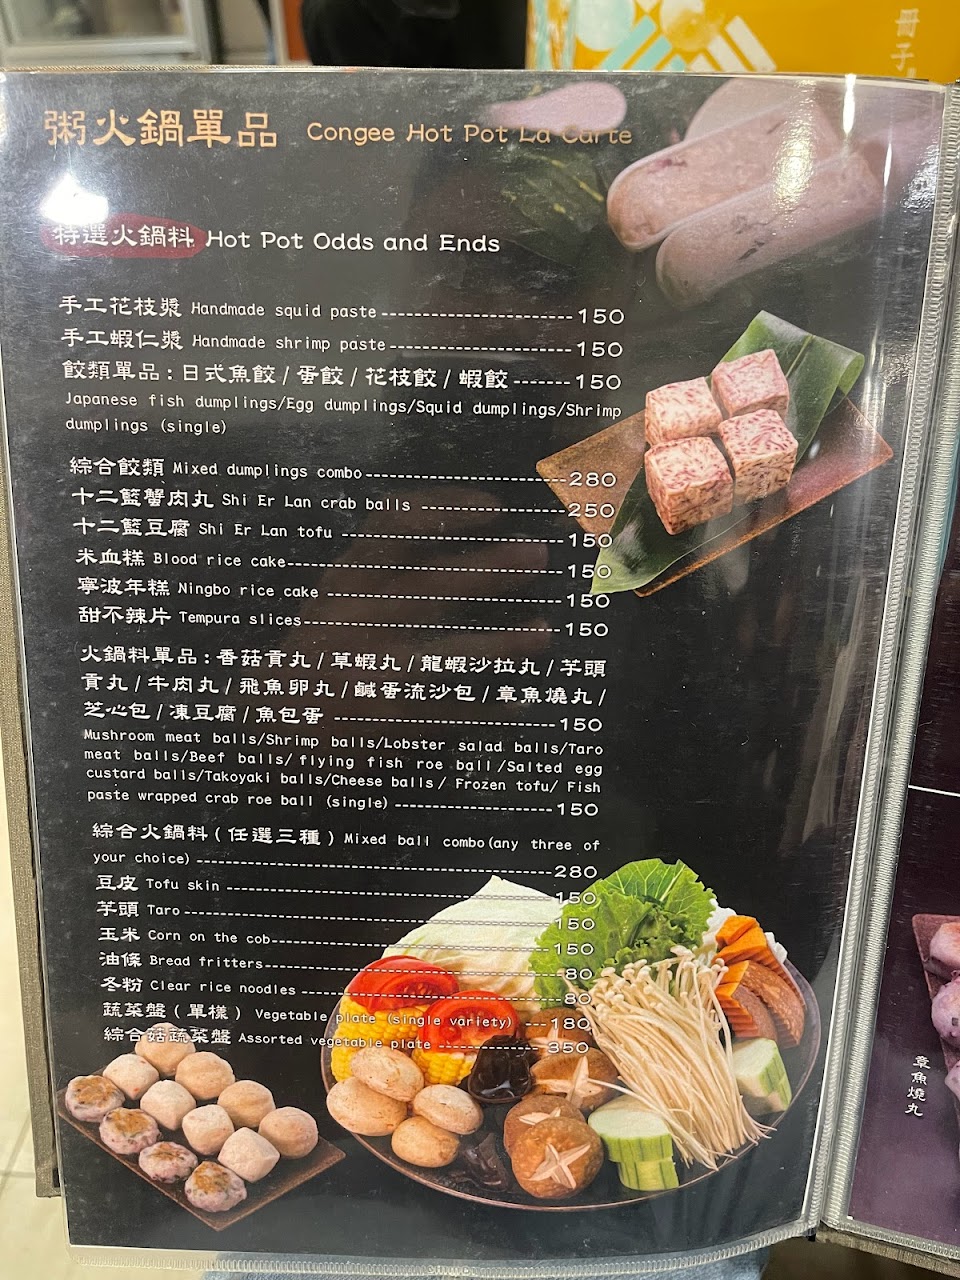 冊子
粥火鍋單品 Congee Hot Pot La Carte
特選火鍋料 Hot Pot Odds and Ends
手工花枝漿 Handmade squid paste 150
手工蝦仁漿 Handmade shrimp paste 150
餃類單品:日式魚餃/蛋餃/花枝餃/蝦餃 150
Japanese fish dumplings/Egg dumplings/Squid dumplings/Shrimp
dumplings (single)
綜合餃類 Mixed dumplings combo 280
十二籃蟹肉丸 Shi Er Lan crab balls 250
十二籃豆腐 Shi Er Lan tofu 150
米血糕 Blood rice cake 150
寧波年糕 Ningbo rice cake 150
甜不辣片 Tempura slices 150
火鍋料單品:香菇貢丸/草蝦丸/龍蝦沙拉丸/芋頭
貢丸/牛肉丸/飛魚卵丸/鹹蛋流沙包/章魚燒丸/
芝心包/凍豆腐/魚包蛋 150
Mushroom meat balls/Shrimp balls/Lobster salad balls/Taro
meat balls/Beef balls/flying fish roe ball/Salted egg
custard balls/Takoyaki balls/Cheese balls/ Frozen tofu/ Fish
paste wrapped crab roe ball (single) 150
綜合火鍋料(任選三種) Mixed ball combo(any three of
your choice) 280
豆皮 Tofu skin 150
芋頭 Taro 150
玉米 Corn on the cob 150
油條 Bread fritters 80
冬粉 Clear rice noodles 80
蔬菜盤(單樣) Vegetable plate (single variety) 180
綜合菇蔬菜盤 Assorted vegetable plate 350
章魚燒丸